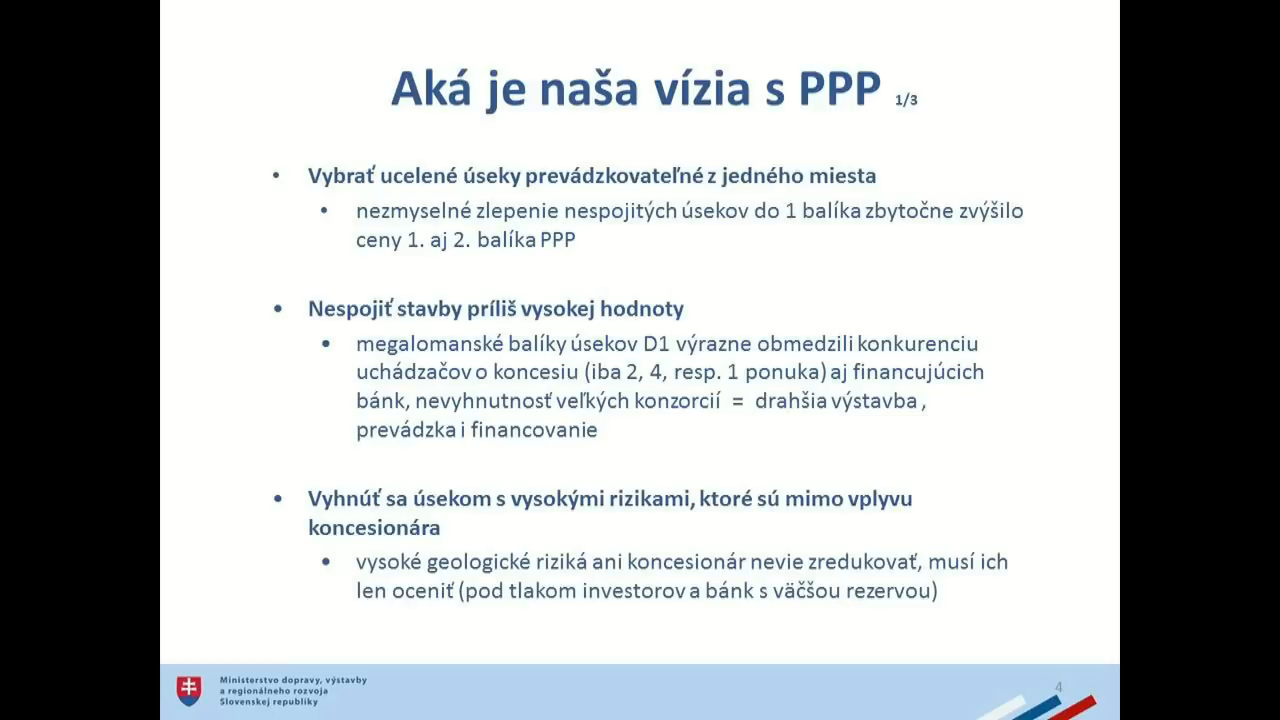 Aká je naša vízia s PPP 1/3
• Vybrať ucelené úseky prevádzkovateľné z jedného miesta
• nezmyselné zlepenie nespojitých úsekov do 1 balíka zbytočne zvýšilo
ceny 1. aj 2. balíka PPP
• Nespojiť stavby príliš vysokej hodnoty
• megalomanské balíky úsekov D1 výrazne obmedzili konkurenciu
uchádzačov o koncesiu (iba 2, 4, resp. 1 ponuka) aj financujúcich
bánk, nevyhnutnosť veľkých konzorcií = drahšia výstavba ,
prevádzka i financovanie
• Vyhnúť sa úsekom s vysokými rizikami, ktoré sú mimo vplyvu
koncesionára
• vysoké geologické riziká ani koncesionár nevie zredukovať, musí ich
len oceniť (pod tlakom investorov a bánk s väčšou rezervou)
Ministerstvo dopravy, výstavby
a regionálneho rozvoja
Slovenskej republiky
4